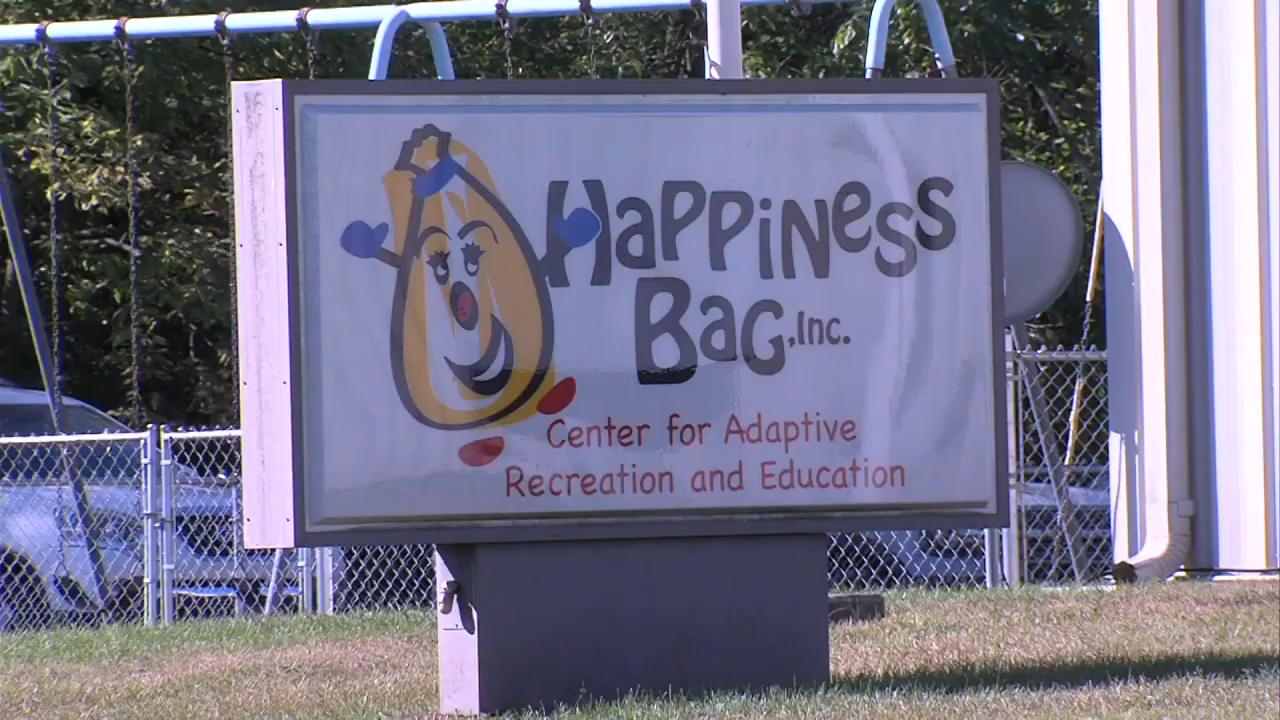 HaPPiNeSS
BaG, Inc.
Center for Adaptive
Recreation and Education